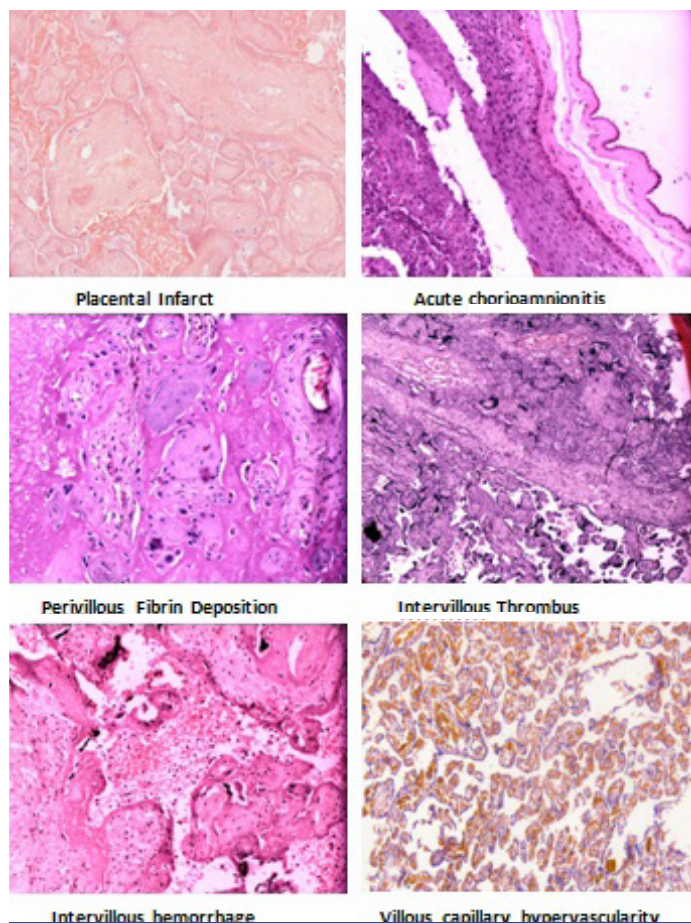 Placental Infarct
Acute chorioamnionitis
Perivillous Fibrin Deposition
Intervillous Thrombus
Intervillous hemorrhage
Villous capillary hypervascularity